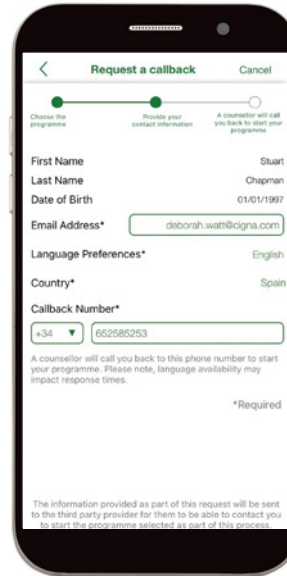 Request a callback
Cancel
Choose the
programme
Provide your
contact information
A counsellor will call
you back to start your
programme
First Name Stuart
Last Name Chapman
Date of Birth 01/01/1997
Email Address* deborah.watt@cigna.com
Language Preferences* English
Country* Spain
Callback Number*
+34 ▼ 652585253
A counsellor will call you back to this phone number to start
your programme. Please note, language availability may
impact response times.
*Required
The information provided as part of this request will be sent
to the third party provider for them to be able to contact you
to start the programme selected as part of this process.